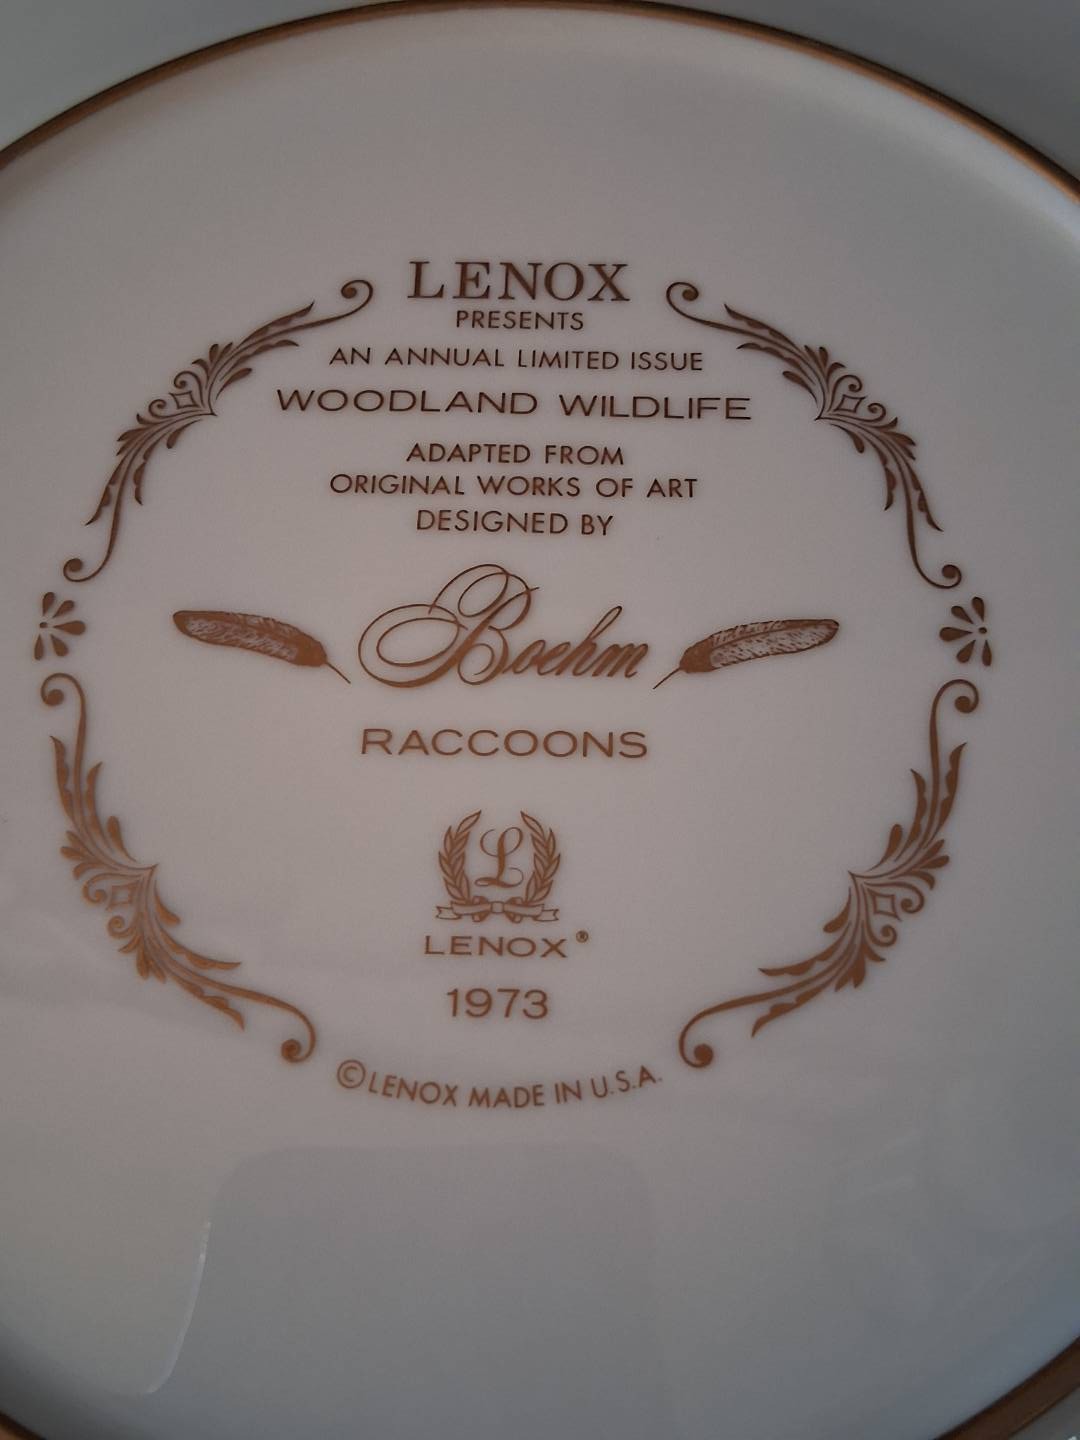 LENOX
PRESENTS
AN ANNUAL LIMITED ISSUE
WOODLAND WILDLIFE
ADAPTED FROM
ORIGINAL WORKS OF ART
DESIGNED BY
Boehm
RACCOONS
L
LENOX®
1973
©LENOX MADE IN U.S.A.